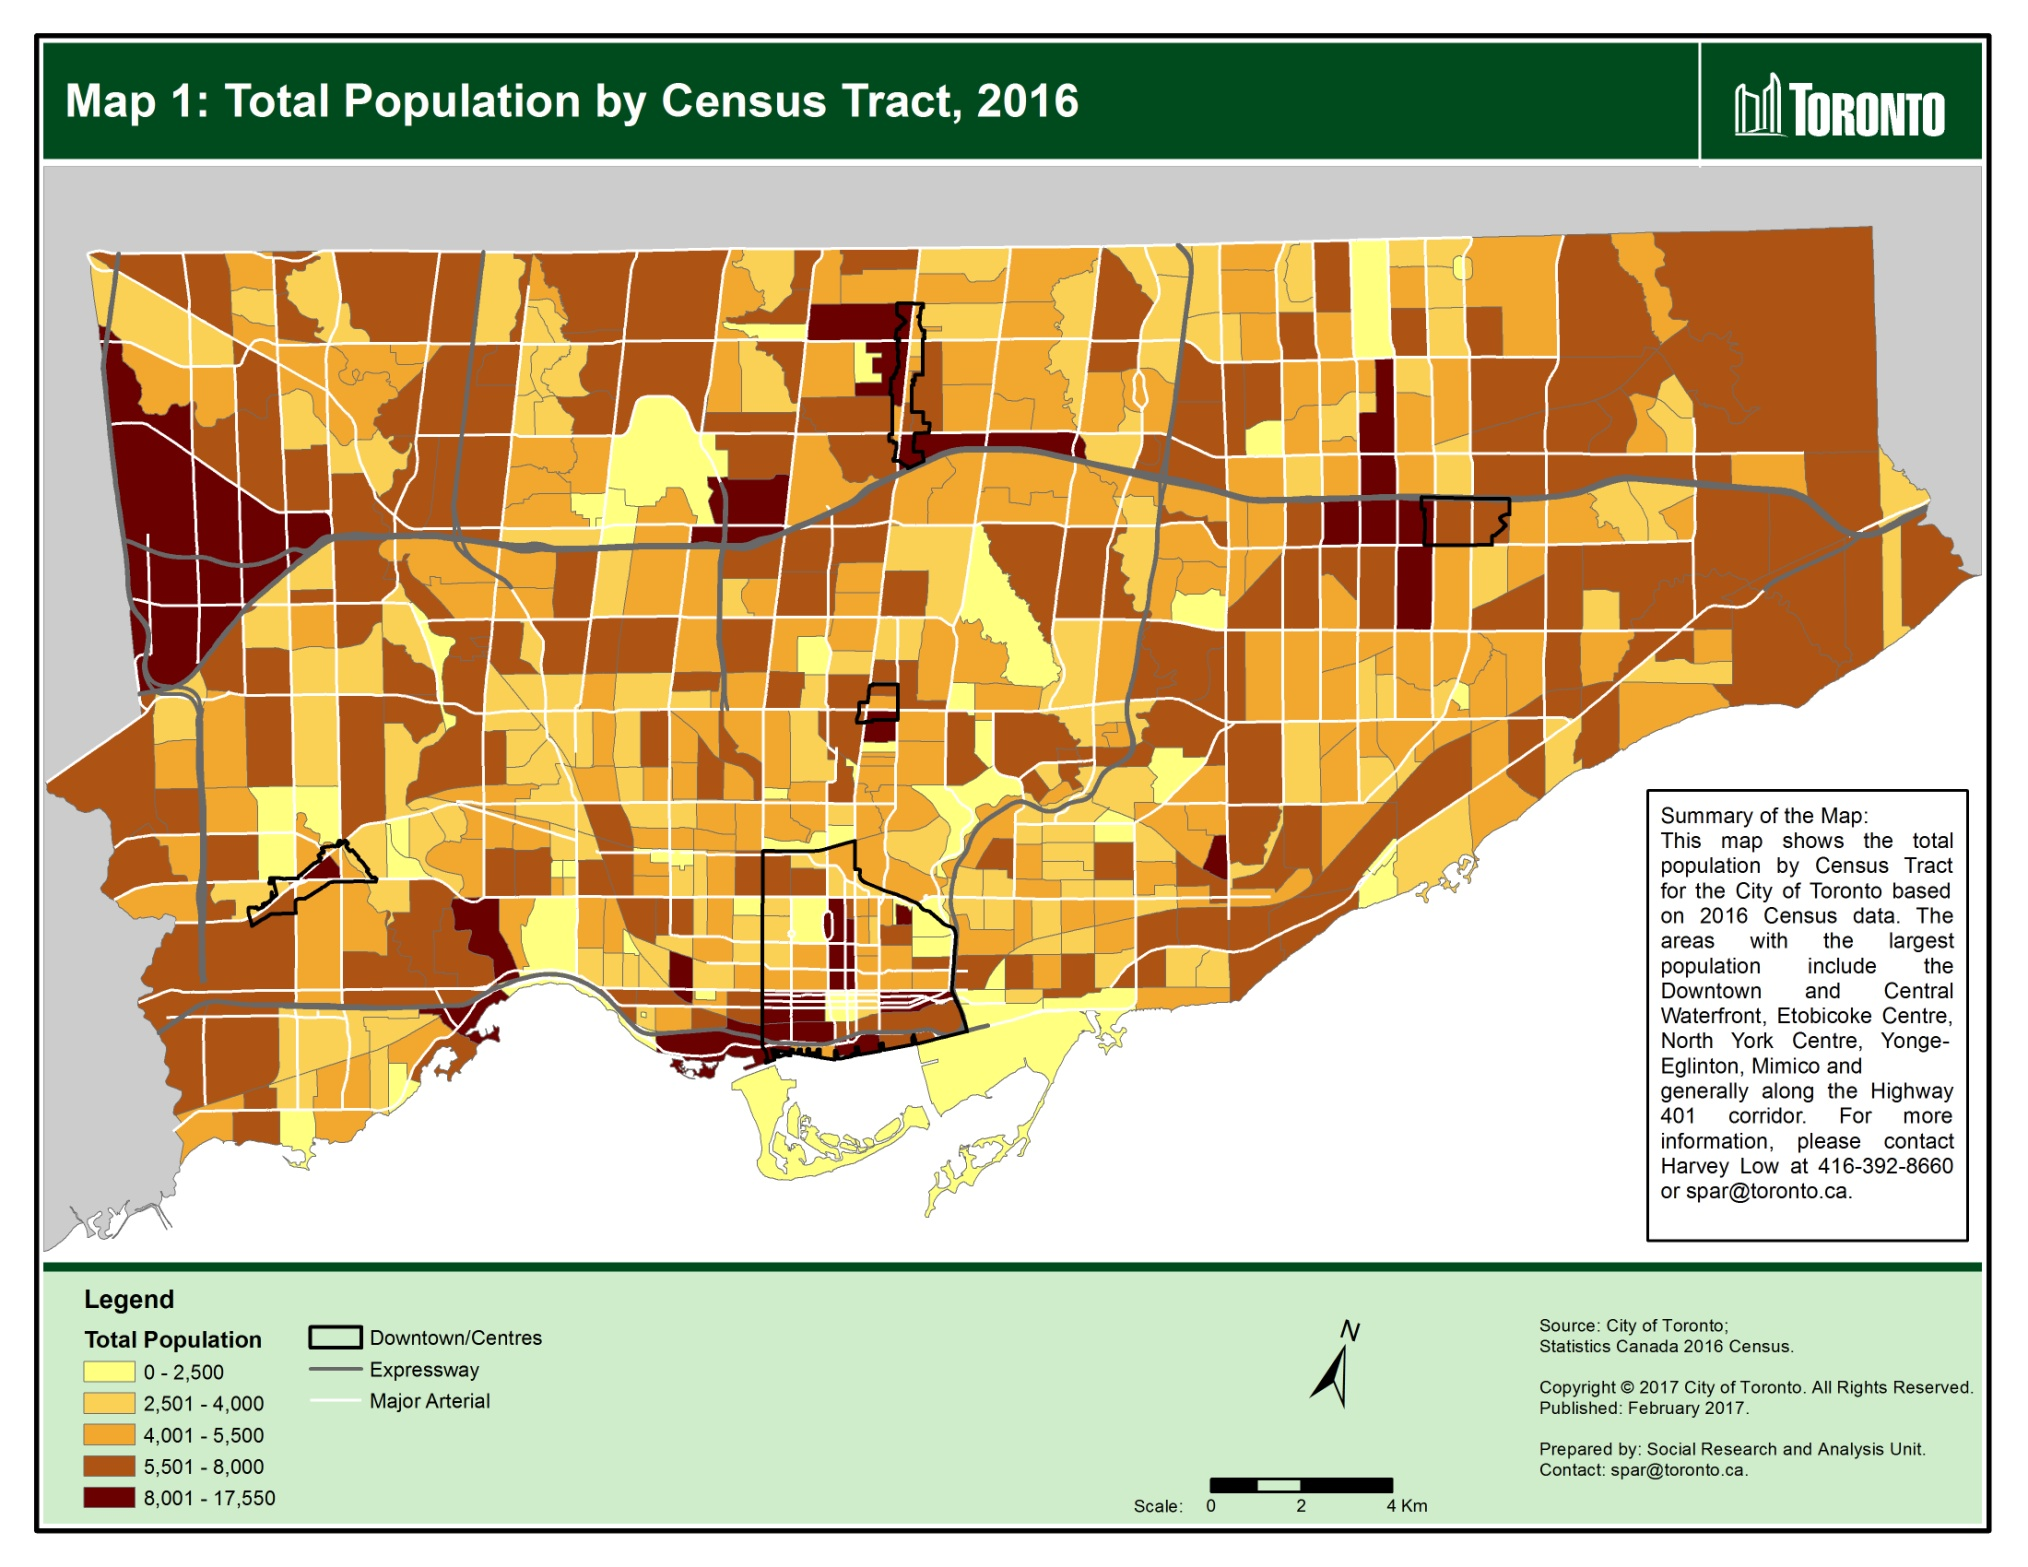 Map 1: Total Population by Census Tract, 2016
TORONTO
Summary of the Map:
This map shows the total
population by Census Tract
for the City of Toronto based
on 2016 Census data. The
areas with the largest
population include the
Downtown and Central
Waterfront, Etobicoke Centre,
North York Centre, Yonge-
Eglinton, Mimico and
generally along the Highway
401 corridor. For more
information, please contact
Harvey Low at 416-392-8660
or spar@toronto.ca.
Legend
Total Population
0 - 2,500
2,501 - 4,000
4,001 - 5,500
5,501 - 8,000
8,001 - 17,550
Downtown/Centres
Expressway
Major Arterial
N
Scale: 0 2 4 Km
Source: City of Toronto;
Statistics Canada 2016 Census.
Copyright © 2017 City of Toronto. All Rights Reserved.
Published: February 2017.
Prepared by: Social Research and Analysis Unit.
Contact: spar@toronto.ca.